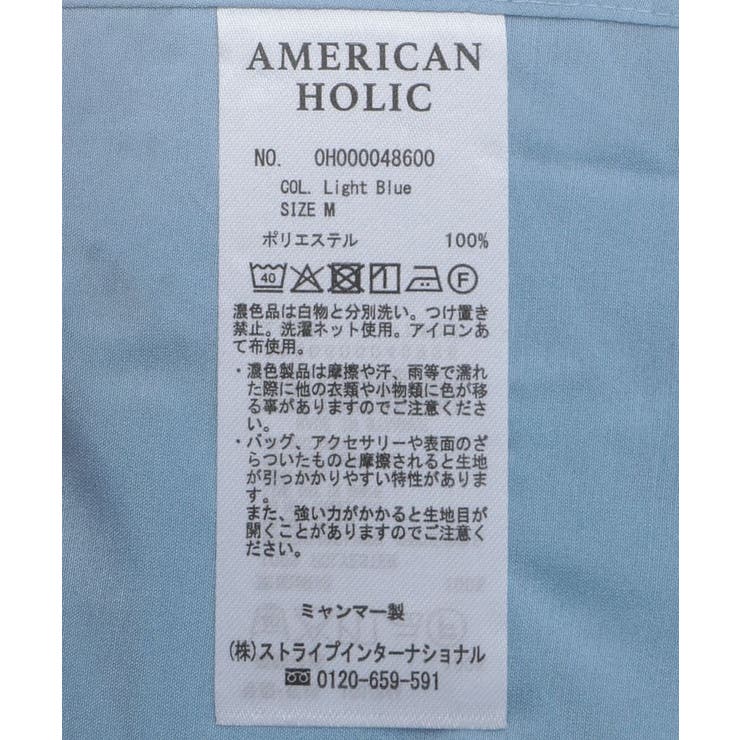 AMERICAN
HOLIC
NO. 0H000048600
COL. Light Blue
SIZE M
ポリエステル 100%
40 F
濃色品は白物と分別洗い。つけ置き
禁止。洗濯ネット使用。アイロンあ
て布使用。
・濃色製品は摩擦や汗、雨等で濡れ
た際に他の衣類や小物類に色が移
る事がありますのでご注意くださ
い。
・バッグ、アクセサリーや表面のざ
らついたものと摩擦されると生地
が引っかかりやすい特性がありま
す。
また、強い力がかかると生地目が
開くことがありますのでご注意く
ださい。
ミャンマー製
(株)ストライプインターナショナル
0120-659-591